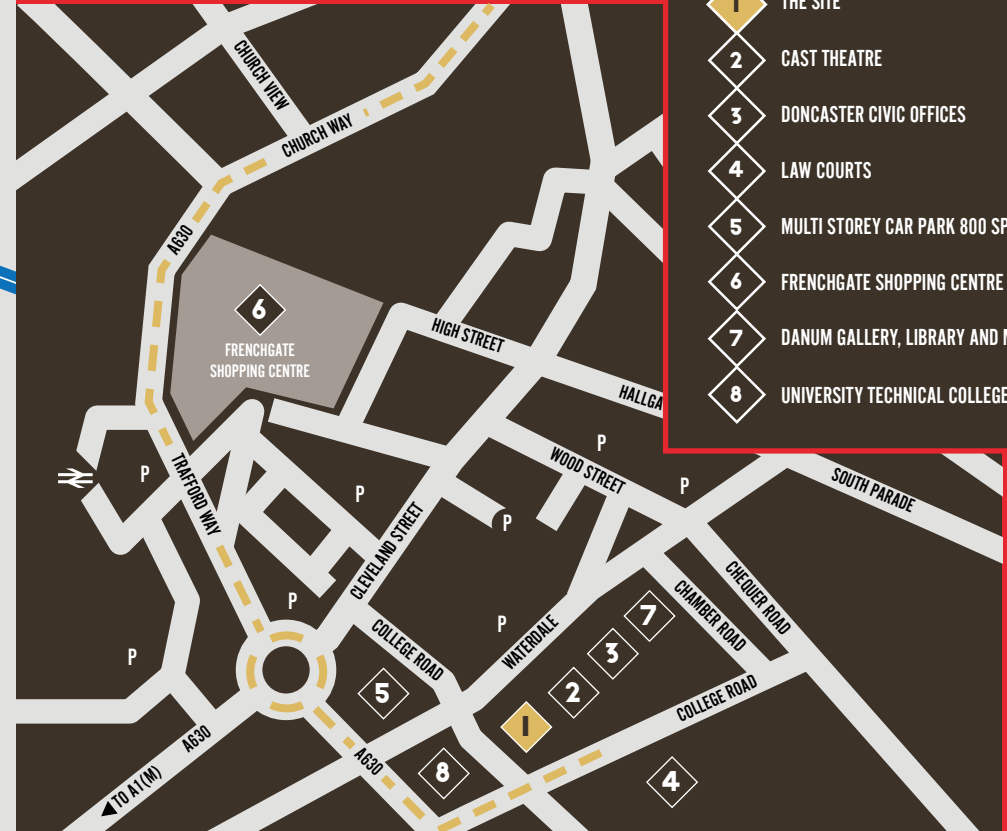 1
THE SITE
2
CAST THEATRE
3
DONCASTER CIVIC OFFICES
4
LAW COURTS
5
MULTI STOREY CAR PARK 800 SP
6
FRENCHGATE SHOPPING CENTRE
7
DANUM GALLERY, LIBRARY AND
8
UNIVERSITY TECHNICAL COLLEGE
CHURCH VIEW
CHURCH WAY
A630
6
FRENCHGATE
SHOPPING CENTRE
HIGH STREET
HALLGA
P
WOOD STREET
P
SOUTH PARADE
P
TRAFFORD WAY
P
P
CLEVELAND STREET
CHEQUER ROAD
CHAMBER ROAD
P
P
WATERDALE
7
3
2
1
COLLEGE ROAD
5
P
COLLEGE ROAD
A630
A630
8
4
TO A1(M)